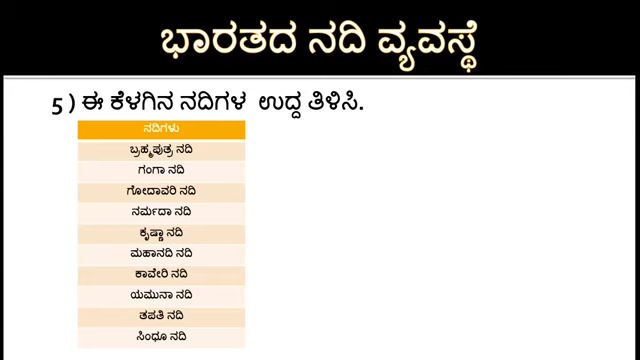 ಭಾರತದ ನದಿ ವ್ಯವಸ್ಥೆ
5 ) ಈ ಕೆಳಗಿನ ನದಿಗಳ ಉದ್ದ ತಿಳಿಸಿ.
ನದಿಗಳು
ಬ್ರಹ್ಮಪುತ್ರ ನದಿ
ಗಂಗಾ ನದಿ
ಗೋದಾವರಿ ನದಿ
ನರ್ಮದಾ ನದಿ
ಕೃಷ್ಣಾ ನದಿ
ಮಹಾನದಿ ನದಿ
ಕಾವೇರಿ ನದಿ
ಯಮುನಾ ನದಿ
ತಪತಿ ನದಿ
ಸಿಂಧೂ ನದಿ